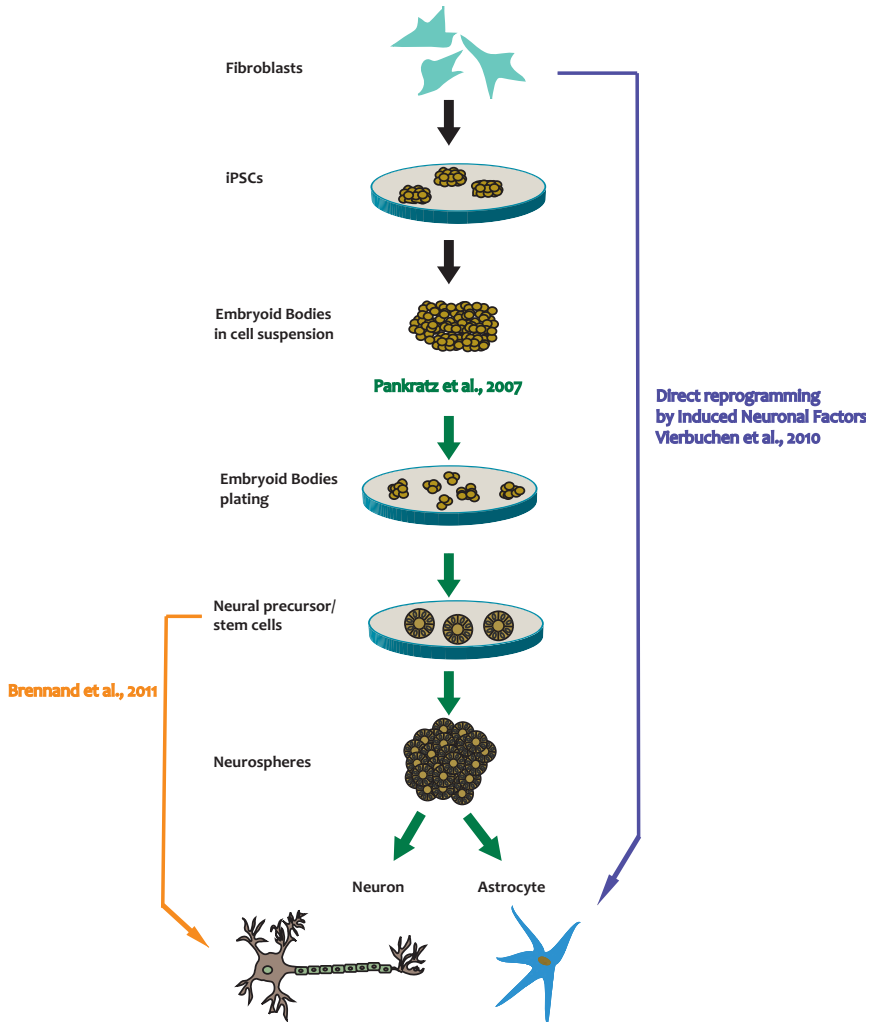 Fibroblasts
iPSCs
Embryoid Bodies
in cell suspension
Pankratz et al., 2007
Direct reprogramming
by Induced Neuronal Factors
Vierbuchen et al., 2010
Embryoid Bodies
plating
Neural precursor/
stem cells
Brennand et al., 2011
Neurospheres
Neuron
Astrocyte